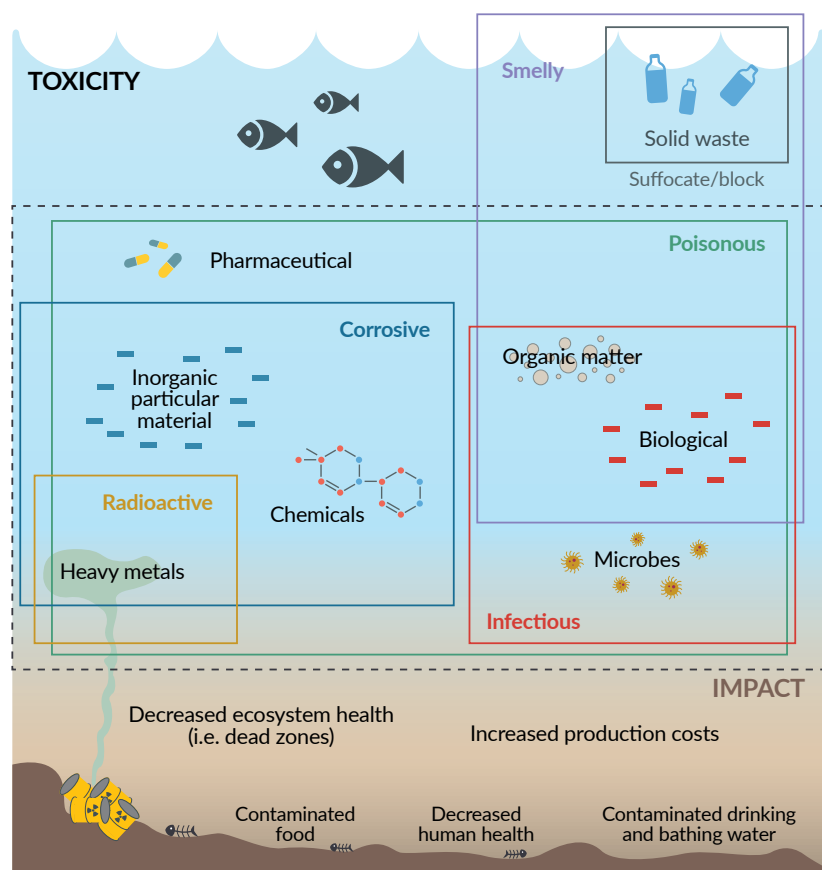 Smelly
TOXICITY
Solid waste
Suffocate/block
Poisonous
Pharmaceutical
Corrosive
Organic matter
Inorganic
particular
material
Biological
Radioactive
Chemicals
Heavy metals
Microbes
Infectious
IMPACT
Decreased ecosystem health
(i.e. dead zones)
Increased production costs
Contaminated
food
Decreased
human health
Contaminated drinking
and bathing water